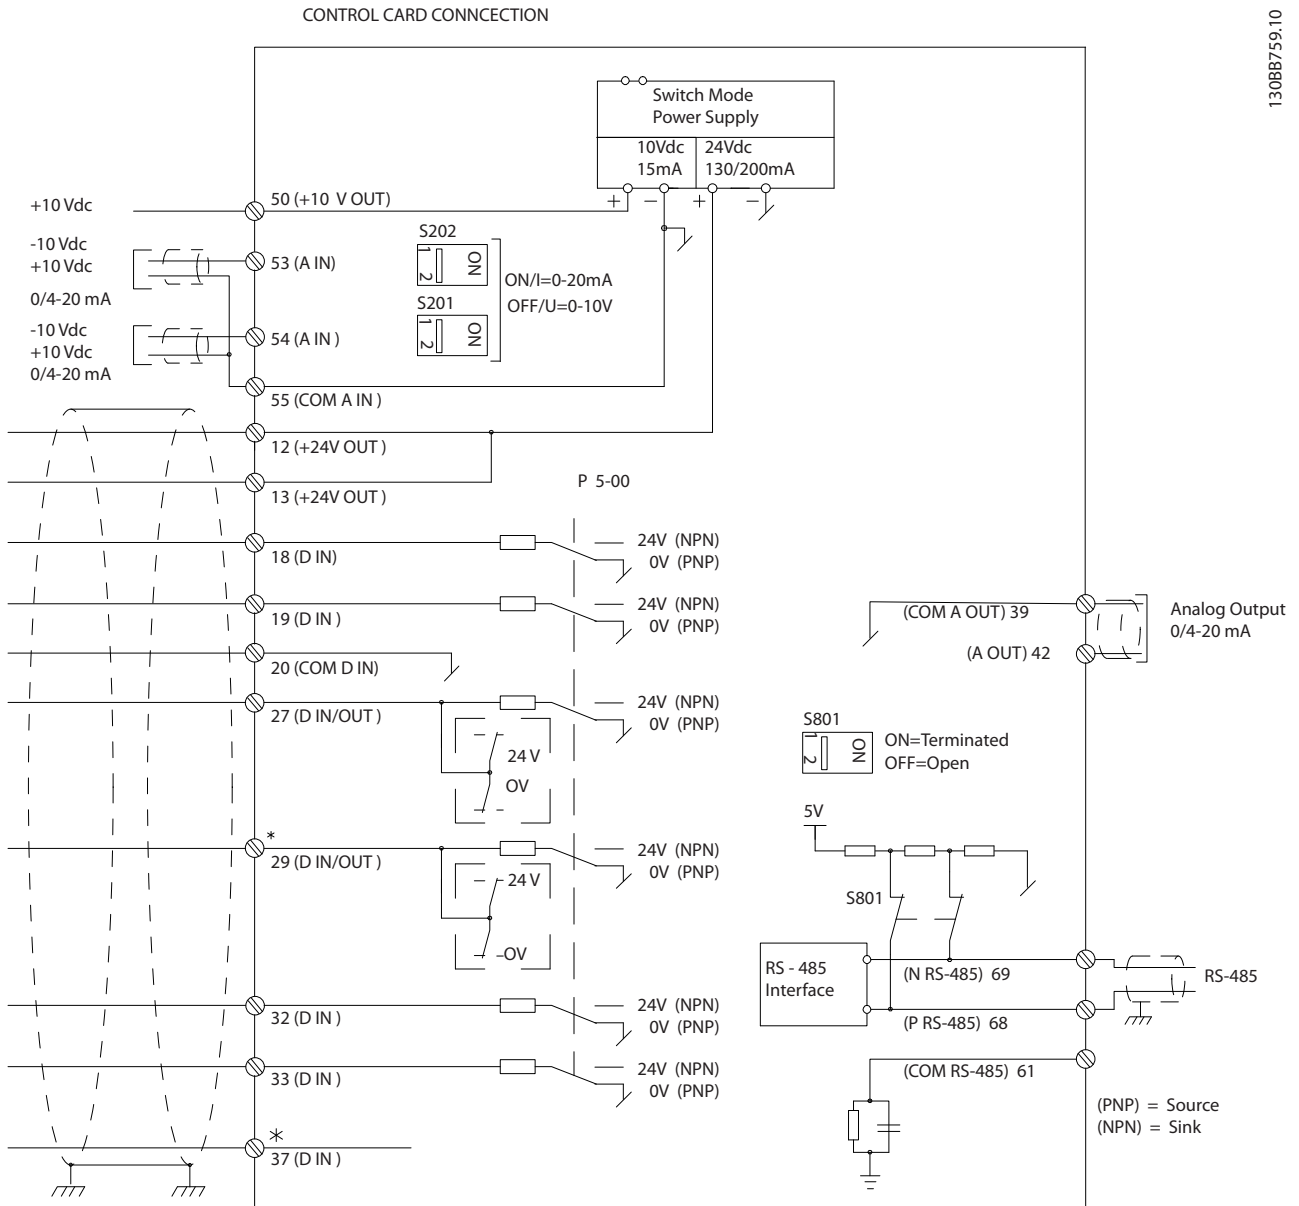 CONTROL CARD CONNCECTION
130BB759.10
Switch Mode
Power Supply
10Vdc
15mA
24Vdc
130/200mA
+ − + −
+10 Vdc
50 (+10 V OUT)
-10 Vdc
+10 Vdc
0/4-20 mA
53 (A IN)
S202
1 2 ON
ON/I=0-20mA
OFF/U=0-10V
S201
1 2 ON
-10 Vdc
+10 Vdc
0/4-20 mA
54 (A IN )
55 (COM A IN )
12 (+24V OUT )
13 (+24V OUT )
P 5-00
18 (D IN)
24V (NPN)
0V (PNP)
19 (D IN )
24V (NPN)
0V (PNP)
20 (COM D IN)
27 (D IN/OUT )
24V (NPN)
0V (PNP)
24 V
OV
*
29 (D IN/OUT )
24V (NPN)
0V (PNP)
24 V
OV
32 (D IN )
24V (NPN)
0V (PNP)
33 (D IN )
24V (NPN)
0V (PNP)
*
37 (D IN )
(COM A OUT) 39
(A OUT) 42
Analog Output
0/4-20 mA
S801
1 2 ON
ON=Terminated
OFF=Open
5V
S801
RS - 485
Interface
(N RS-485) 69
RS-485
(P RS-485) 68
(COM RS-485) 61
(PNP) = Source
(NPN) = Sink